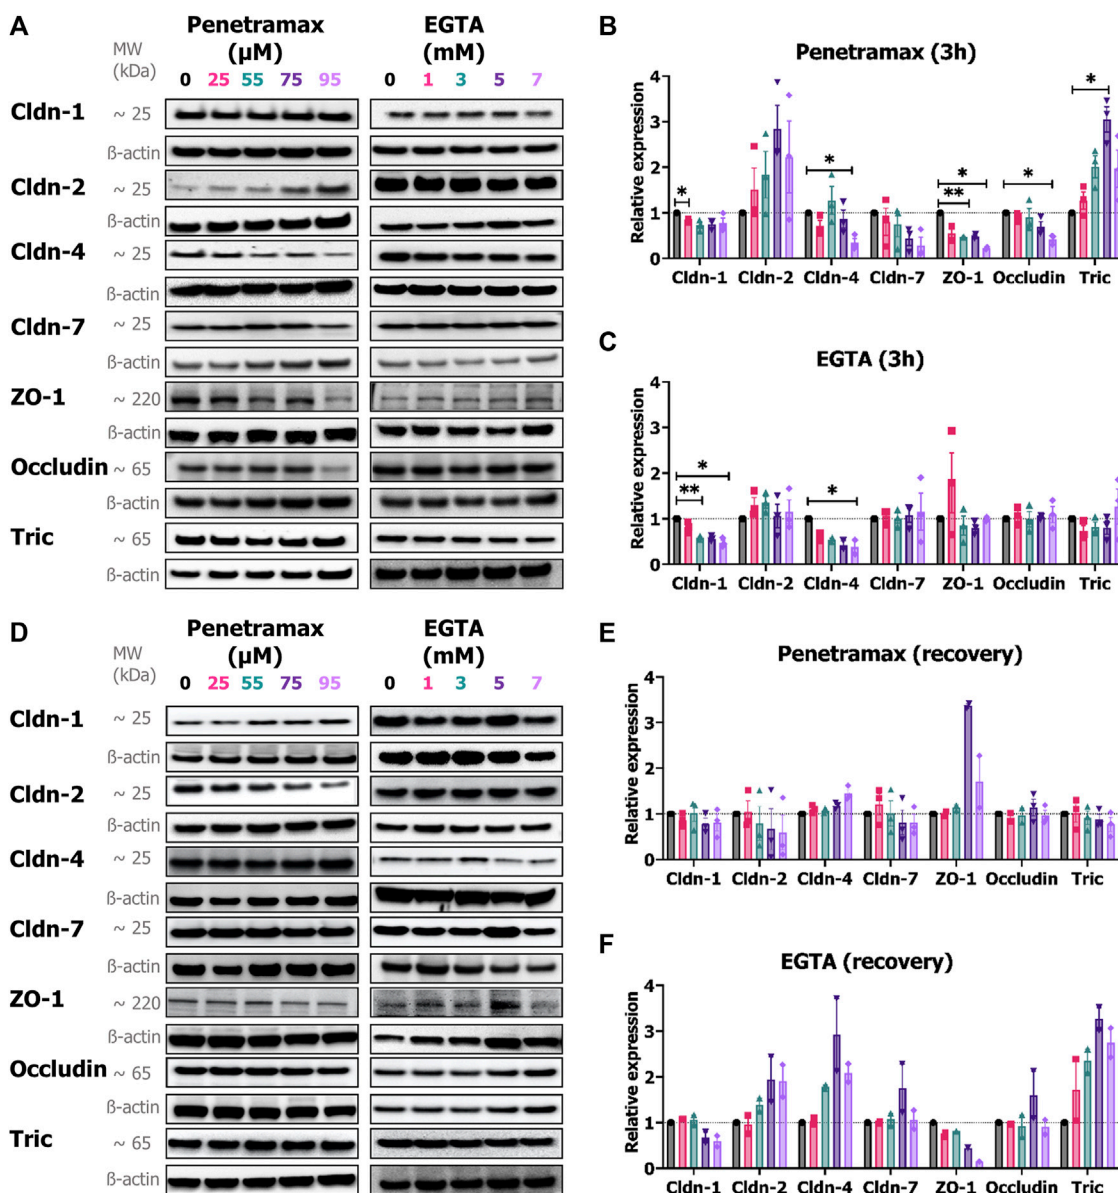 A
Penetramax (µM)
EGTA (mM)
MW (kDa)
0 25 55 75 95
0 1 3 5 7
Cldn-1 ~ 25
ß-actin
Cldn-2 ~ 25
ß-actin
Cldn-4 ~ 25
ß-actin
Cldn-7 ~ 25
ß-actin
ZO-1 ~ 220
ß-actin
Occludin ~ 65
ß-actin
Tric ~ 65
ß-actin
B
Penetramax (3h)
Relative expression
4
3
2
1
0
* * ** * * *
Cldn-1 Cldn-2 Cldn-4 Cldn-7 ZO-1 Occludin Tric
C
EGTA (3h)
Relative expression
4
3
2
1
0
** * *
Cldn-1 Cldn-2 Cldn-4 Cldn-7 ZO-1 Occludin Tric
D
Penetramax (µM)
EGTA (mM)
MW (kDa)
0 25 55 75 95
0 1 3 5 7
Cldn-1 ~ 25
ß-actin
Cldn-2 ~ 25
ß-actin
Cldn-4 ~ 25
ß-actin
Cldn-7 ~ 25
ß-actin
ZO-1 ~ 220
ß-actin
Occludin ~ 65
ß-actin
Tric ~ 65
ß-actin
E
Penetramax (recovery)
Relative expression
4
3
2
1
0
Cldn-1 Cldn-2 Cldn-4 Cldn-7 ZO-1 Occludin Tric
F
EGTA (recovery)
Relative expression
4
3
2
1
0
Cldn-1 Cldn-2 Cldn-4 Cldn-7 ZO-1 Occludin Tric